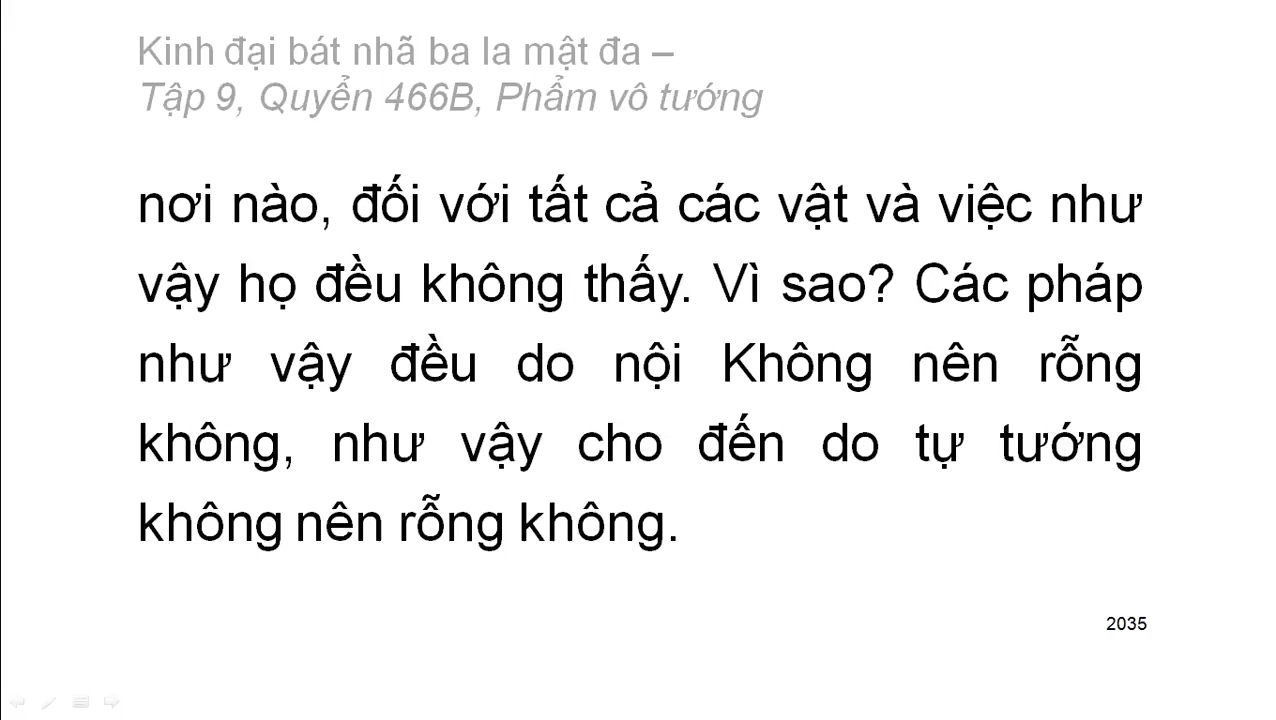 Kinh đại bát nhã ba la mật đa –
Tập 9, Quyển 466B, Phẩm vô tướng
nơi nào, đối với tất cả các vật và việc như
vậy họ đều không thấy. Vì sao? Các pháp
như vậy đều do nội Không nên rỗng
không, như vậy cho đến do tự tướng
không nên rỗng không.
2035